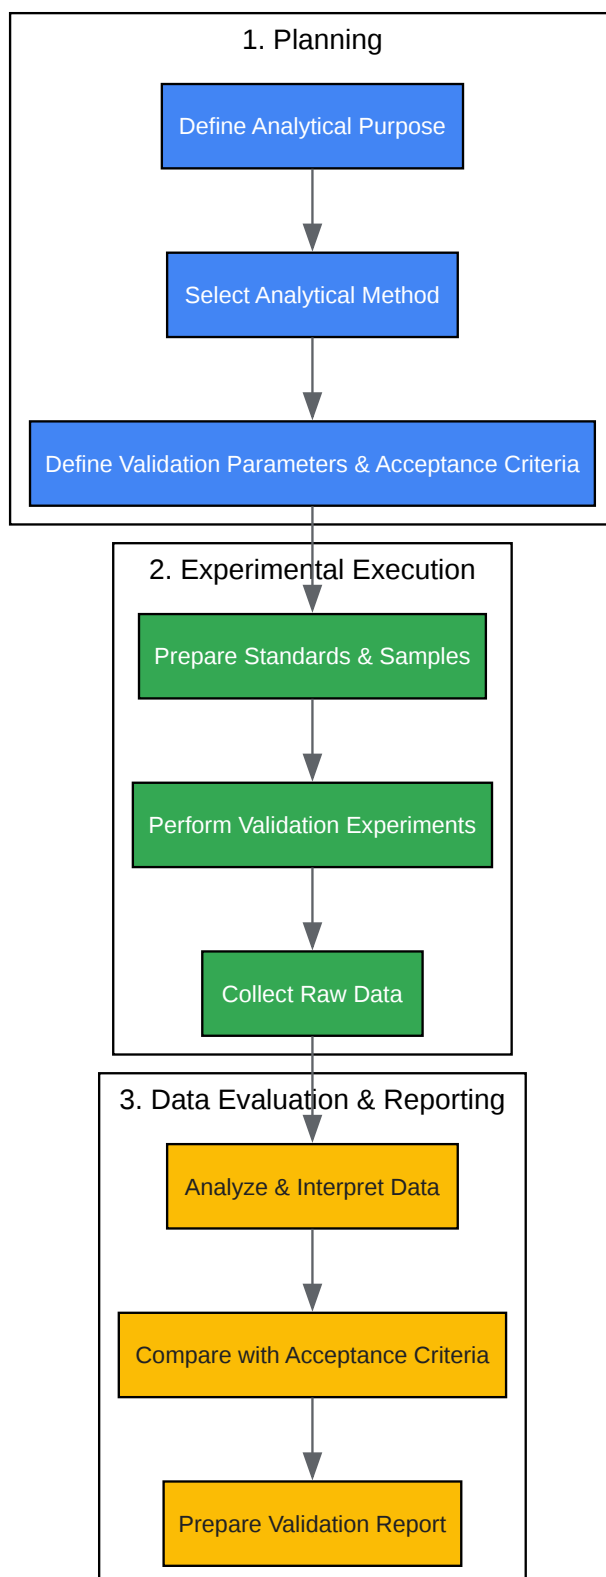 1. Planning
Define Analytical Purpose
Select Analytical Method
Define Validation Parameters & Acceptance Criteria
2. Experimental Execution
Prepare Standards & Samples
Perform Validation Experiments
Collect Raw Data
3. Data Evaluation & Reporting
Analyze & Interpret Data
Compare with Acceptance Criteria
Prepare Validation Report